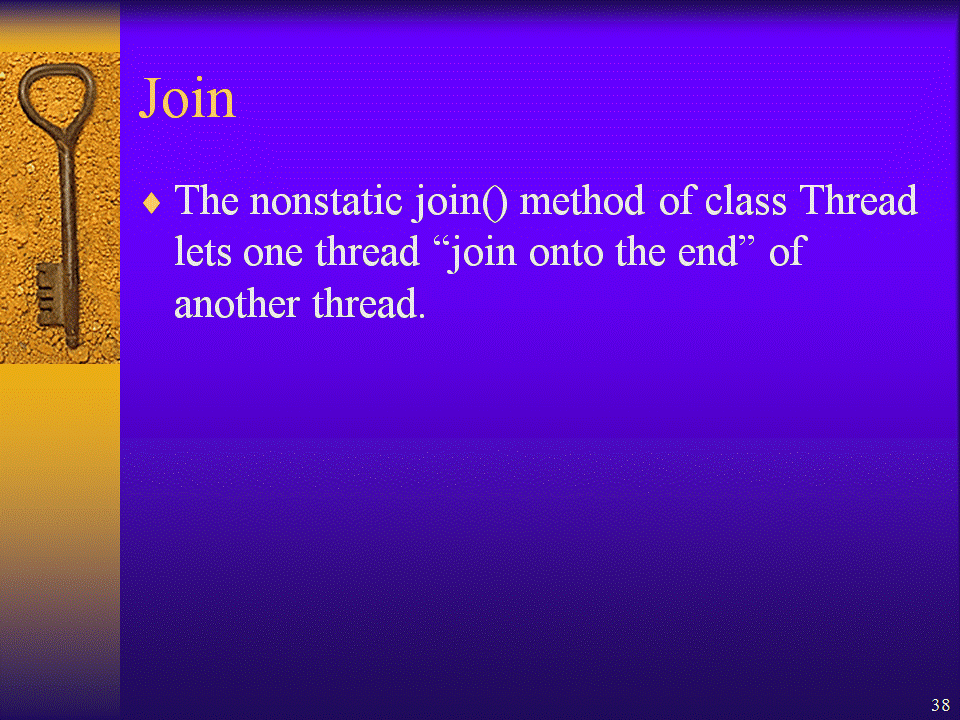 Join
♦ The nonstatic join() method of class Thread
lets one thread “join onto the end” of
another thread.
38